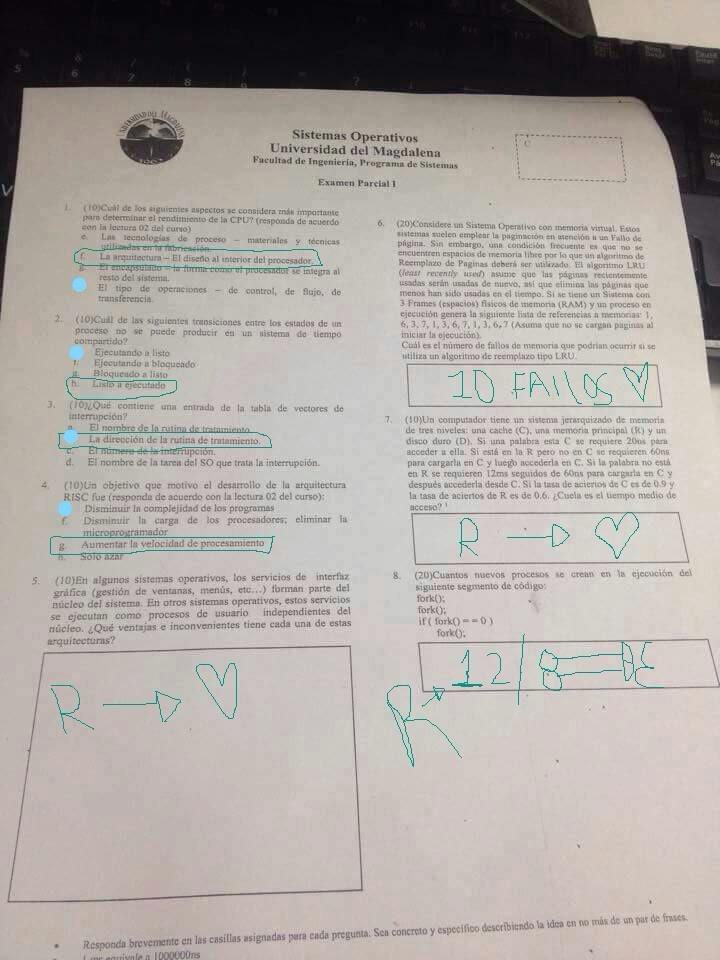 UNIVERSIDAD DEL MAGDALENA
Sistemas Operativos
Universidad del Magdalena
Facultad de Ingeniería, Programa de Sistemas
Examen Parcial 1
C
1. (10)Cuál de los siguientes aspectos se considera más importante
para determinar el rendimiento de la CPU? (responda de acuerdo
con la lectura 02 del curso)
e. Las tecnologías de proceso – materiales y técnicas
utilizadas en la fabricación.
f. La arquitectura – El diseño al interior del procesador.
g. El encapsulado – la forma como el procesador se integra al
resto del sistema.
El tipo de operaciones – de control, de flujo, de
transferencia.
2. (10)Cuál de las siguientes transiciones entre los estados de un
proceso no se puede producir en un sistema de tiempo
compartido?
Ejecutando a listo
f. Ejecutando a bloqueado
g. Bloqueado a listo
h. Listo a ejecutado
3. (10)¿Qué contiene una entrada de la tabla de vectores de
interrupción?
a. El nombre de la rutina de tratamiento
La dirección de la rutina de tratamiento.
c. El número de la interrupción.
d. El nombre de la tarea del SO que trata la interrupción.
4. (10)Un objetivo que motivo el desarrollo de la arquitectura
RISC fue (responda de acuerdo con la lectura 02 del curso):
Disminuir la complejidad de los programas
f. Disminuir la carga de los procesadores; eliminar la
microprogramador
g. Aumentar la velocidad de procesamiento
h. Solo azar
5. (10)En algunos sistemas operativos, los servicios de interfaz
gráfica (gestión de ventanas, menús, etc...) forman parte del
núcleo del sistema. En otros sistemas operativos, estos servicios
se ejecutan como procesos de usuario independientes del
núcleo. ¿Qué ventajas e inconvenientes tiene cada una de estas
arquitecturas?
R
6. (20)Considere un Sistema Operativo con memoria virtual. Estos
sistemas suelen emplear la paginación en atención a un Fallo de
página. Sin embargo, una condición frecuente es que no se
encuentren espacios de memoria libre por lo que un algoritmo de
Reemplazo de Paginas deberá ser utilizado. El algoritmo LRU
(least recently used) asume que las páginas recientemente
usadas serán usadas de nuevo, así que elimina las páginas que
menos han sido usadas en el tiempo. Si se tiene un Sistema con
3 Frames (espacios) físicos de memoria (RAM) y un proceso en
ejecución genera la siguiente lista de referencias a memorias: 1,
6, 3, 7, 1, 3, 6, 7, 1, 3, 6, 7 (Asuma que no se cargan paginas al
iniciar la ejecución).
Cuál es el número de fallos de memoria que podrían ocurrir si se
utiliza un algoritmo de reemplazo tipo LRU.
10 FAllOS
7. (10)Un computador tiene un sistema jerarquizado de memoria
de tres niveles: una cache (C), una memoria principal (R) y un
disco duro (D). Si una palabra esta C se requiere 20ns para
acceder a ella. Si está en la R pero no en C se requieren 60ns
para cargarla en C y luego accederla en C. Si la palabra no está
en R se requieren 12ms seguidos de 60ns para cargarla en C y
después accederla desde C. Si la tasa de aciertos de C es de 0.9 y
la tasa de aciertos de R es de 0.6. ¿Cuela es el tiempo medio de
acceso? 1
R
8. (20)Cuantos nuevos procesos se crean en la ejecución del
siguiente segmento de código:
fork();
fork();
if ( fork() = = 0 )
fork();
R 12/8
• Responda brevemente en las casillas asignadas para cada pregunta. Sea concreto y específico describiendo la idea en no más de un par de frases.
1 ms equivale a 1000000ns